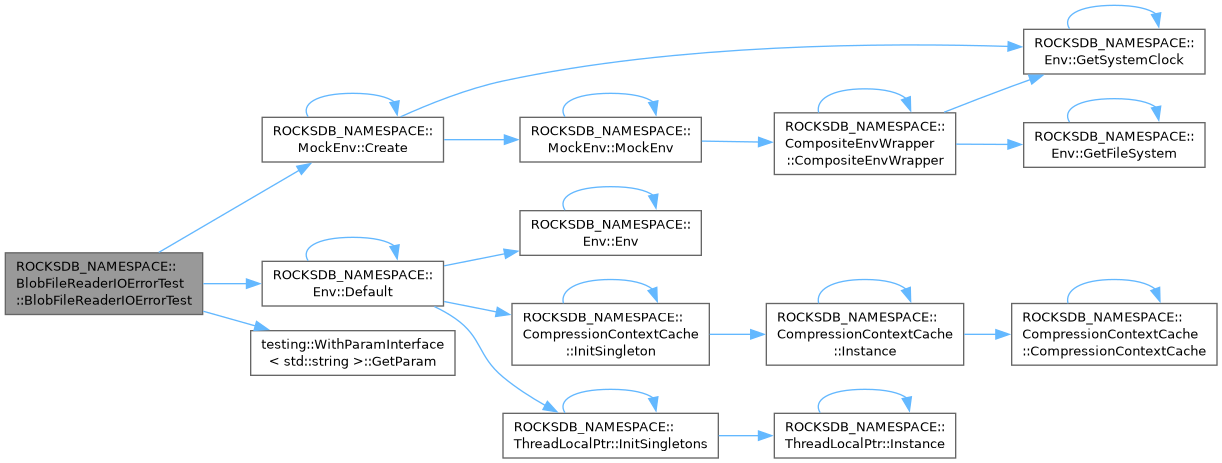 ROCKSDB_NAMESPACE::
BlobFileReaderIOErrorTest
::BlobFileReaderIOErrorTest
ROCKSDB_NAMESPACE::
MockEnv::Create
ROCKSDB_NAMESPACE::
MockEnv::MockEnv
ROCKSDB_NAMESPACE::
CompositeEnvWrapper
::CompositeEnvWrapper
ROCKSDB_NAMESPACE::
Env::GetSystemClock
ROCKSDB_NAMESPACE::
Env::GetFileSystem
ROCKSDB_NAMESPACE::
Env::Default
ROCKSDB_NAMESPACE::
Env::Env
ROCKSDB_NAMESPACE::
CompressionContextCache
::InitSingleton
ROCKSDB_NAMESPACE::
CompressionContextCache
::Instance
ROCKSDB_NAMESPACE::
CompressionContextCache
::CompressionContextCache
testing::WithParamInterface
< std::string >::GetParam
ROCKSDB_NAMESPACE::
ThreadLocalPtr::InitSingletons
ROCKSDB_NAMESPACE::
ThreadLocalPtr::Instance